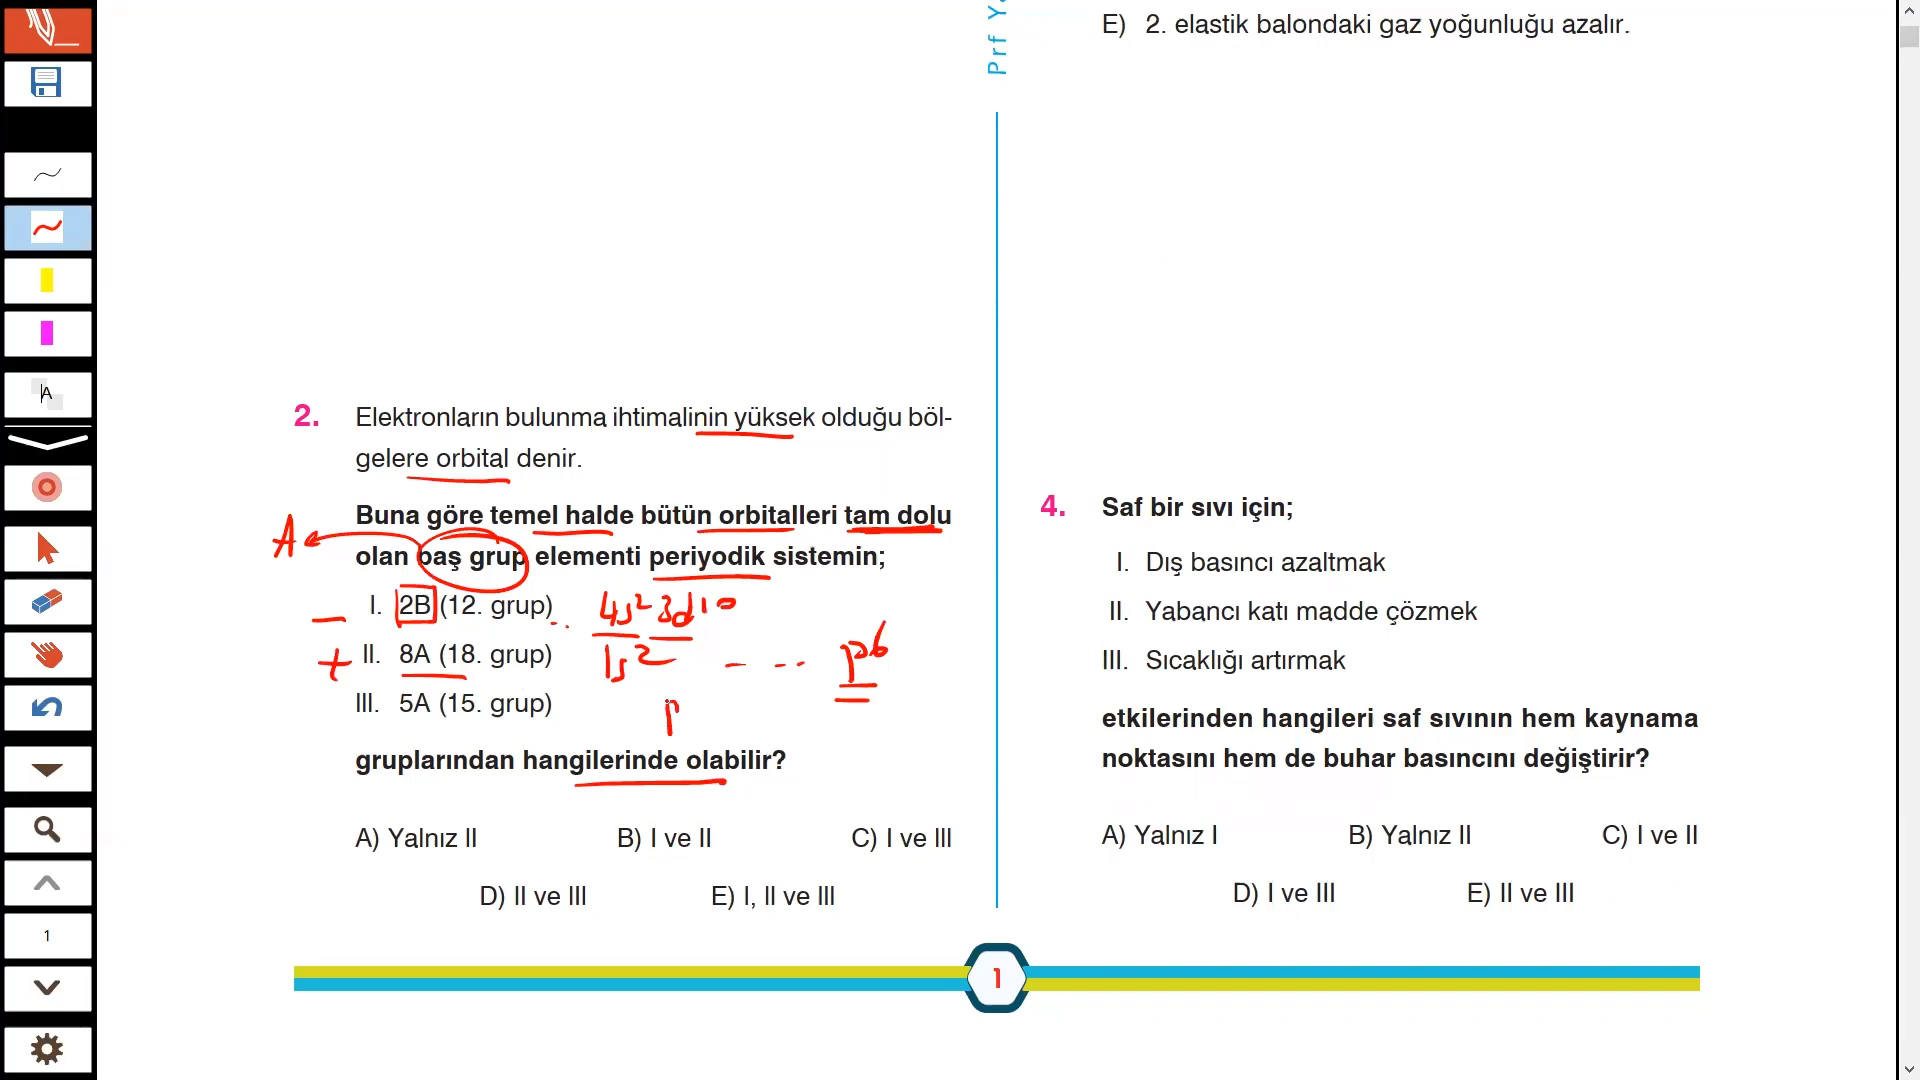 E) 2. elastik balondaki gaz yoğunluğu azalır.
Prf Y
2. Elektronların bulunma ihtimalinin yüksek olduğu böl-
gelere orbital denir.
Buna göre temel halde bütün orbitalleri tam dolu
olan baş grup elementi periyodik sistemin;
A
I. 2B (12. grup)
4s² 3d10
II. 8A (18. grup)
1s² p6
III. 5A (15. grup)
gruplarından hangilerinde olabilir?
A) Yalnız II B) I ve II C) I ve III
D) II ve III E) I, II ve III
4. Saf bir sıvı için;
I. Dış basıncı azaltmak
II. Yabancı katı madde çözmek
III. Sıcaklığı artırmak
etkilerinden hangileri saf sıvının hem kaynama
noktasını hem de buhar basıncını değiştirir?
A) Yalnız I B) Yalnız II C) I ve II
D) I ve III E) II ve III
1
A
1